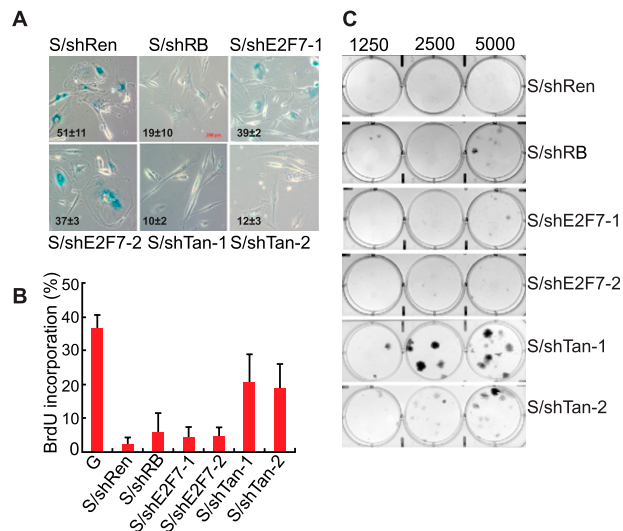 A
S/shRen S/shRB S/shE2F7-1
51±11 19±10 39±2
37±3 10±2 12±3
S/shE2F7-2 S/shTan-1 S/shTan-2
B
BrdU incorporation (%)
50
40
30
20
10
0
G S/shRen S/shRB S/shE2F7-1 S/shE2F7-2 S/shTan-1 S/shTan-2
C
1250 2500 5000
S/shRen
S/shRB
S/shE2F7-1
S/shE2F7-2
S/shTan-1
S/shTan-2